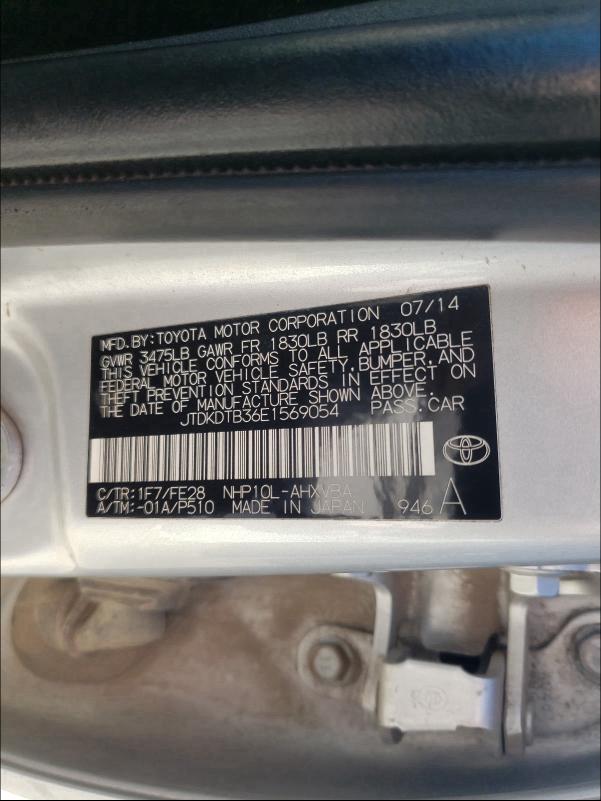 MFD. BY: TOYOTA MOTOR CORPORATION 07/14
GVWR 3475LB GAWR FR 1830LB RR 1830LB
THIS VEHICLE CONFORMS TO ALL APPLICABLE
FEDERAL MOTOR VEHICLE SAFETY, BUMPER, AND
THEFT PREVENTION STANDARDS IN EFFECT ON
THE DATE OF MANUFACTURE SHOWN ABOVE.
JTDKDTB36E1569054 PASS. CAR
C/TR: 1F7/FE28 NHP10L-AHXVBA
A/TM: -01A/P510 MADE IN JAPAN 946 A